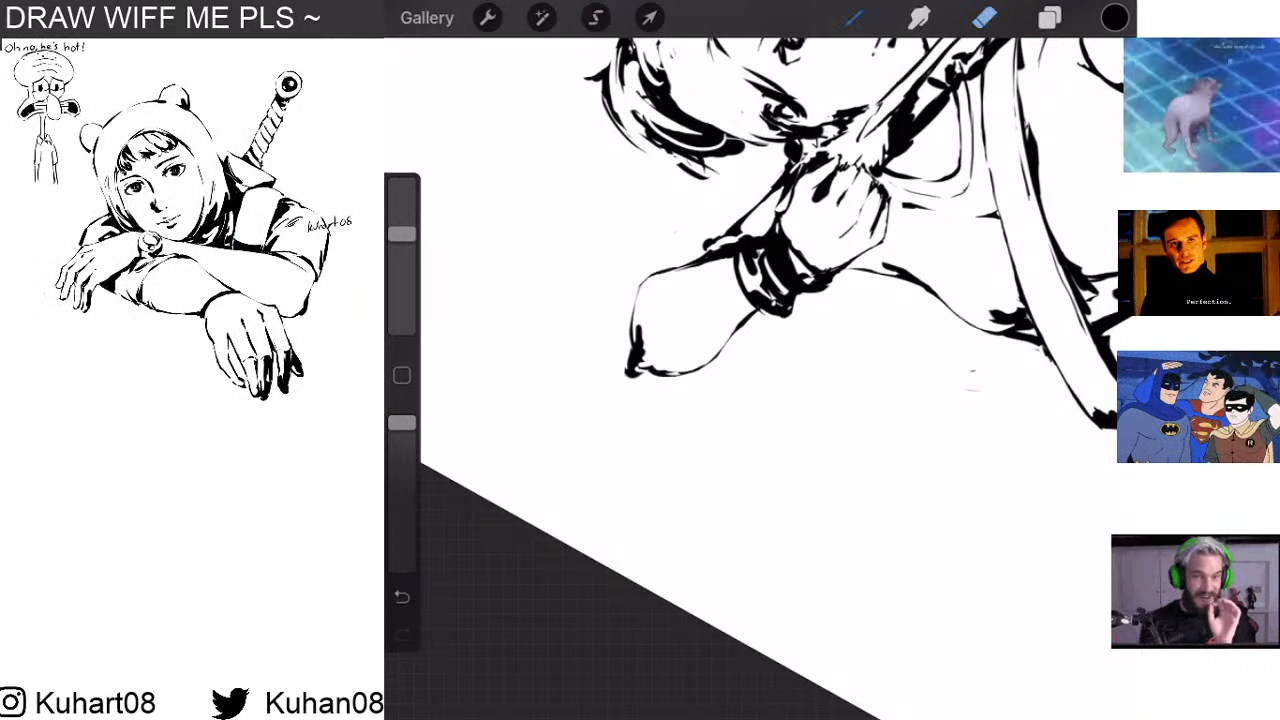 DRAW WIFF ME PLS ~
Gallery
Oh no, he's hot!
Kuhart08
Perfection.
R
Kuhart08
Kuhan08